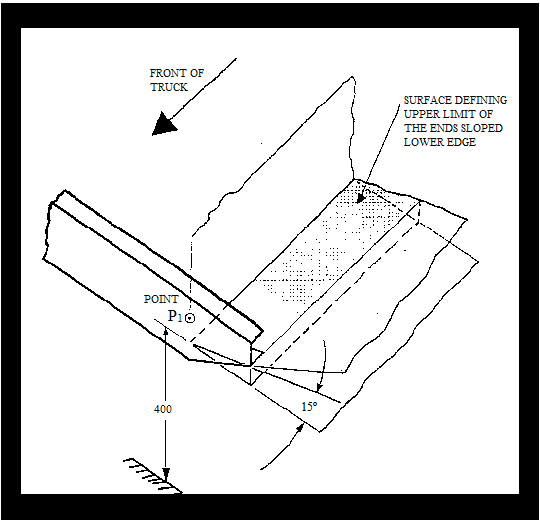 FRONT OF
TRUCK
SURFACE DEFINING
UPPER LIMIT OF
THE ENDS SLOPED
LOWER EDGE
POINT
P1
400
15°